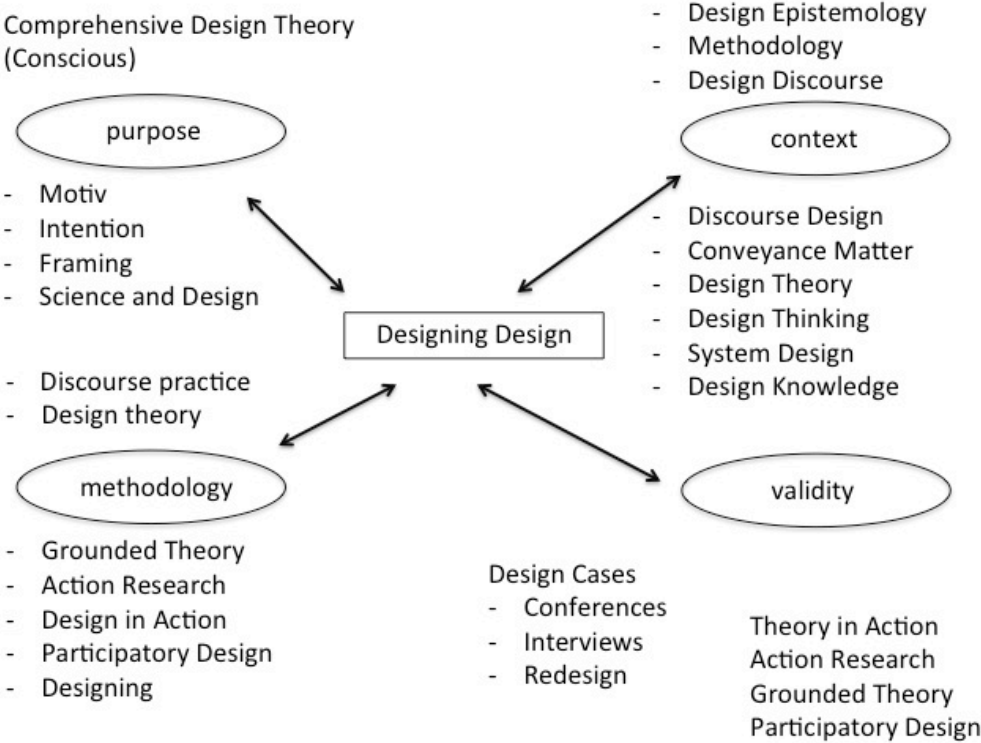 Comprehensive Design Theory
(Conscious)
purpose
- Motiv
- Intention
- Framing
- Science and Design
- Design Epistemology
- Methodology
- Design Discourse
context
- Discourse Design
- Conveyance Matter
- Design Theory
- Design Thinking
- System Design
- Design Knowledge
Designing Design
- Discourse practice
- Design theory
methodology
- Grounded Theory
- Action Research
- Design in Action
- Participatory Design
- Designing
validity
Design Cases
- Conferences
- Interviews
- Redesign
Theory in Action
Action Research
Grounded Theory
Participatory Design